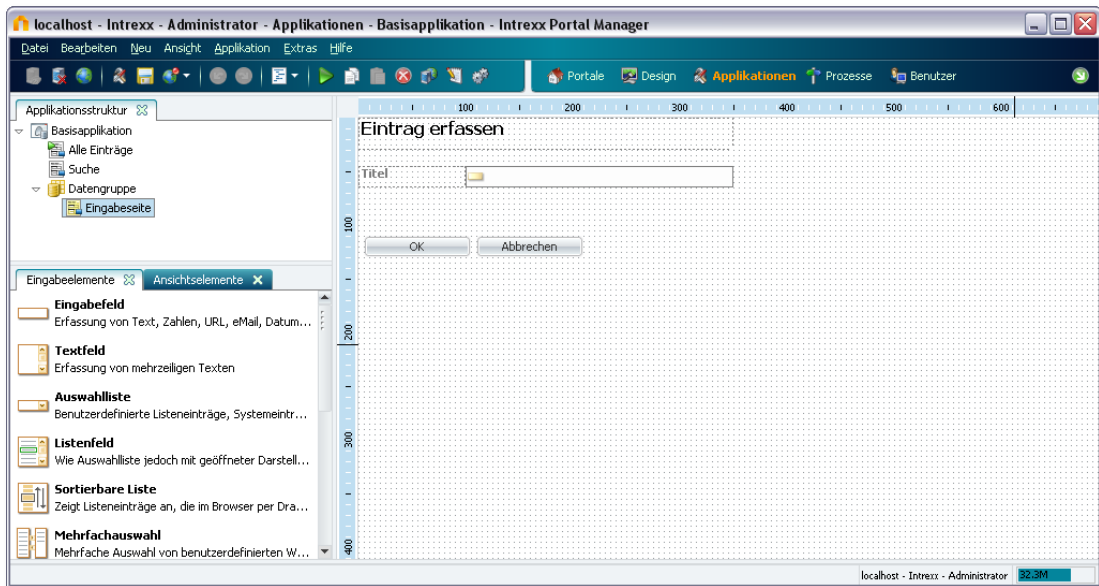 localhost - Intrexx - Administrator - Applikationen - Basisapplikation - Intrexx Portal Manager
Datei Bearbeiten Neu Ansicht Applikation Extras Hilfe
Portale Design Applikationen Prozesse Benutzer
Applikationsstruktur
Basisapplikation
Alle Einträge
Suche
Datengruppe
Eingabeseite
100 200 300 400 500 600
Eintrag erfassen
Titel
100
OK Abbrechen
Eingabeelemente Ansichtselemente
Eingabefeld
Erfassung von Text, Zahlen, URL, eMail, Datum...
200
Textfeld
Erfassung von mehrzeiligen Texten
Auswahlliste
Benutzerdefinierte Listeneinträge, Systemeintr...
300
Listenfeld
Wie Auswahlliste jedoch mit geöffneter Darstell...
Sortierbare Liste
Zeigt Listeneinträge an, die im Browser per Dra...
Mehrfachauswahl
Mehrfache Auswahl von benutzerdefinierten W...
400
localhost - Intrexx - Administrator 32.3M